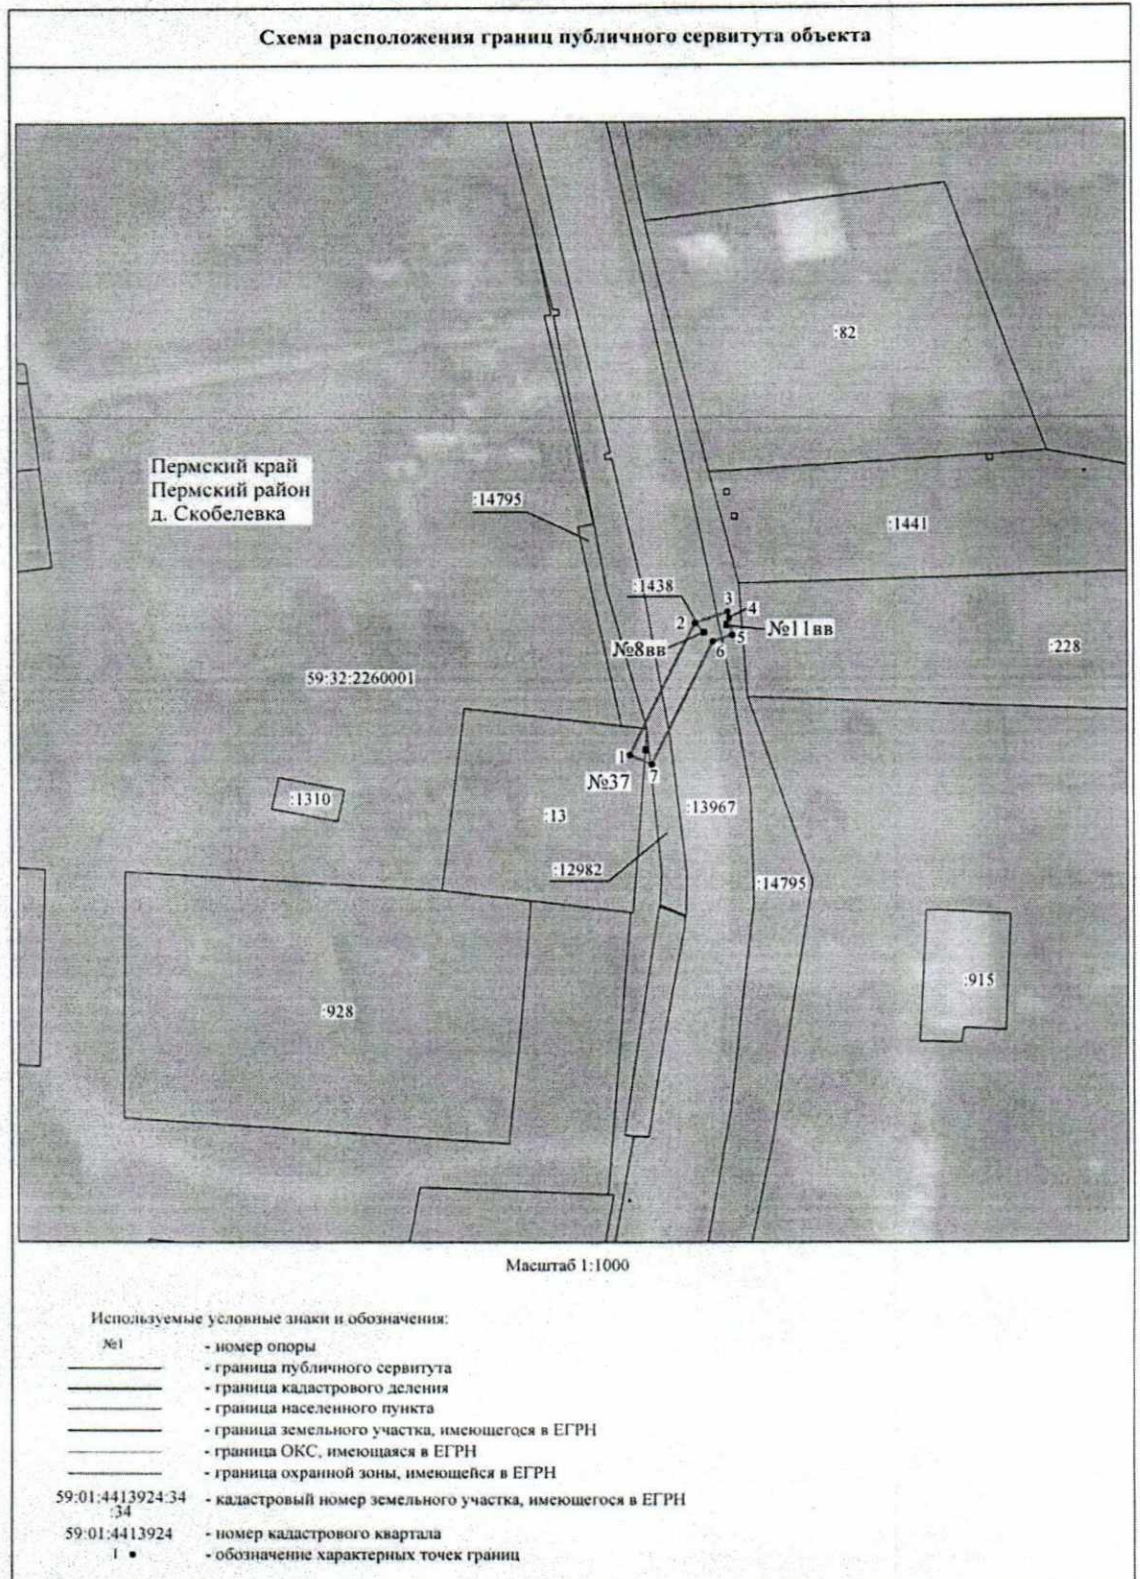 Схема расположения границ публичного сервитута объекта
:82
Пермский край
Пермский район
д. Скобелевка
:14795
:1441
:1438
3
2
4
№11вв
5
№8вв
6
:228
59:32:2260001
1
7
№37
:1310
:13
:13967
:12982
:14795
:915
:928
Масштаб 1:1000
Используемые условные знаки и обозначения:
№1 - номер опоры
- граница публичного сервитута
- граница кадастрового деления
- граница населенного пункта
- граница земельного участка, имеющегося в ЕГРН
- граница ОКС, имеющаяся в ЕГРН
- граница охранной зоны, имеющейся в ЕГРН
59:01:4413924:34 - кадастровый номер земельного участка, имеющегося в ЕГРН
:34
59:01:4413924 - номер кадастрового квартала
1 • - обозначение характерных точек границ